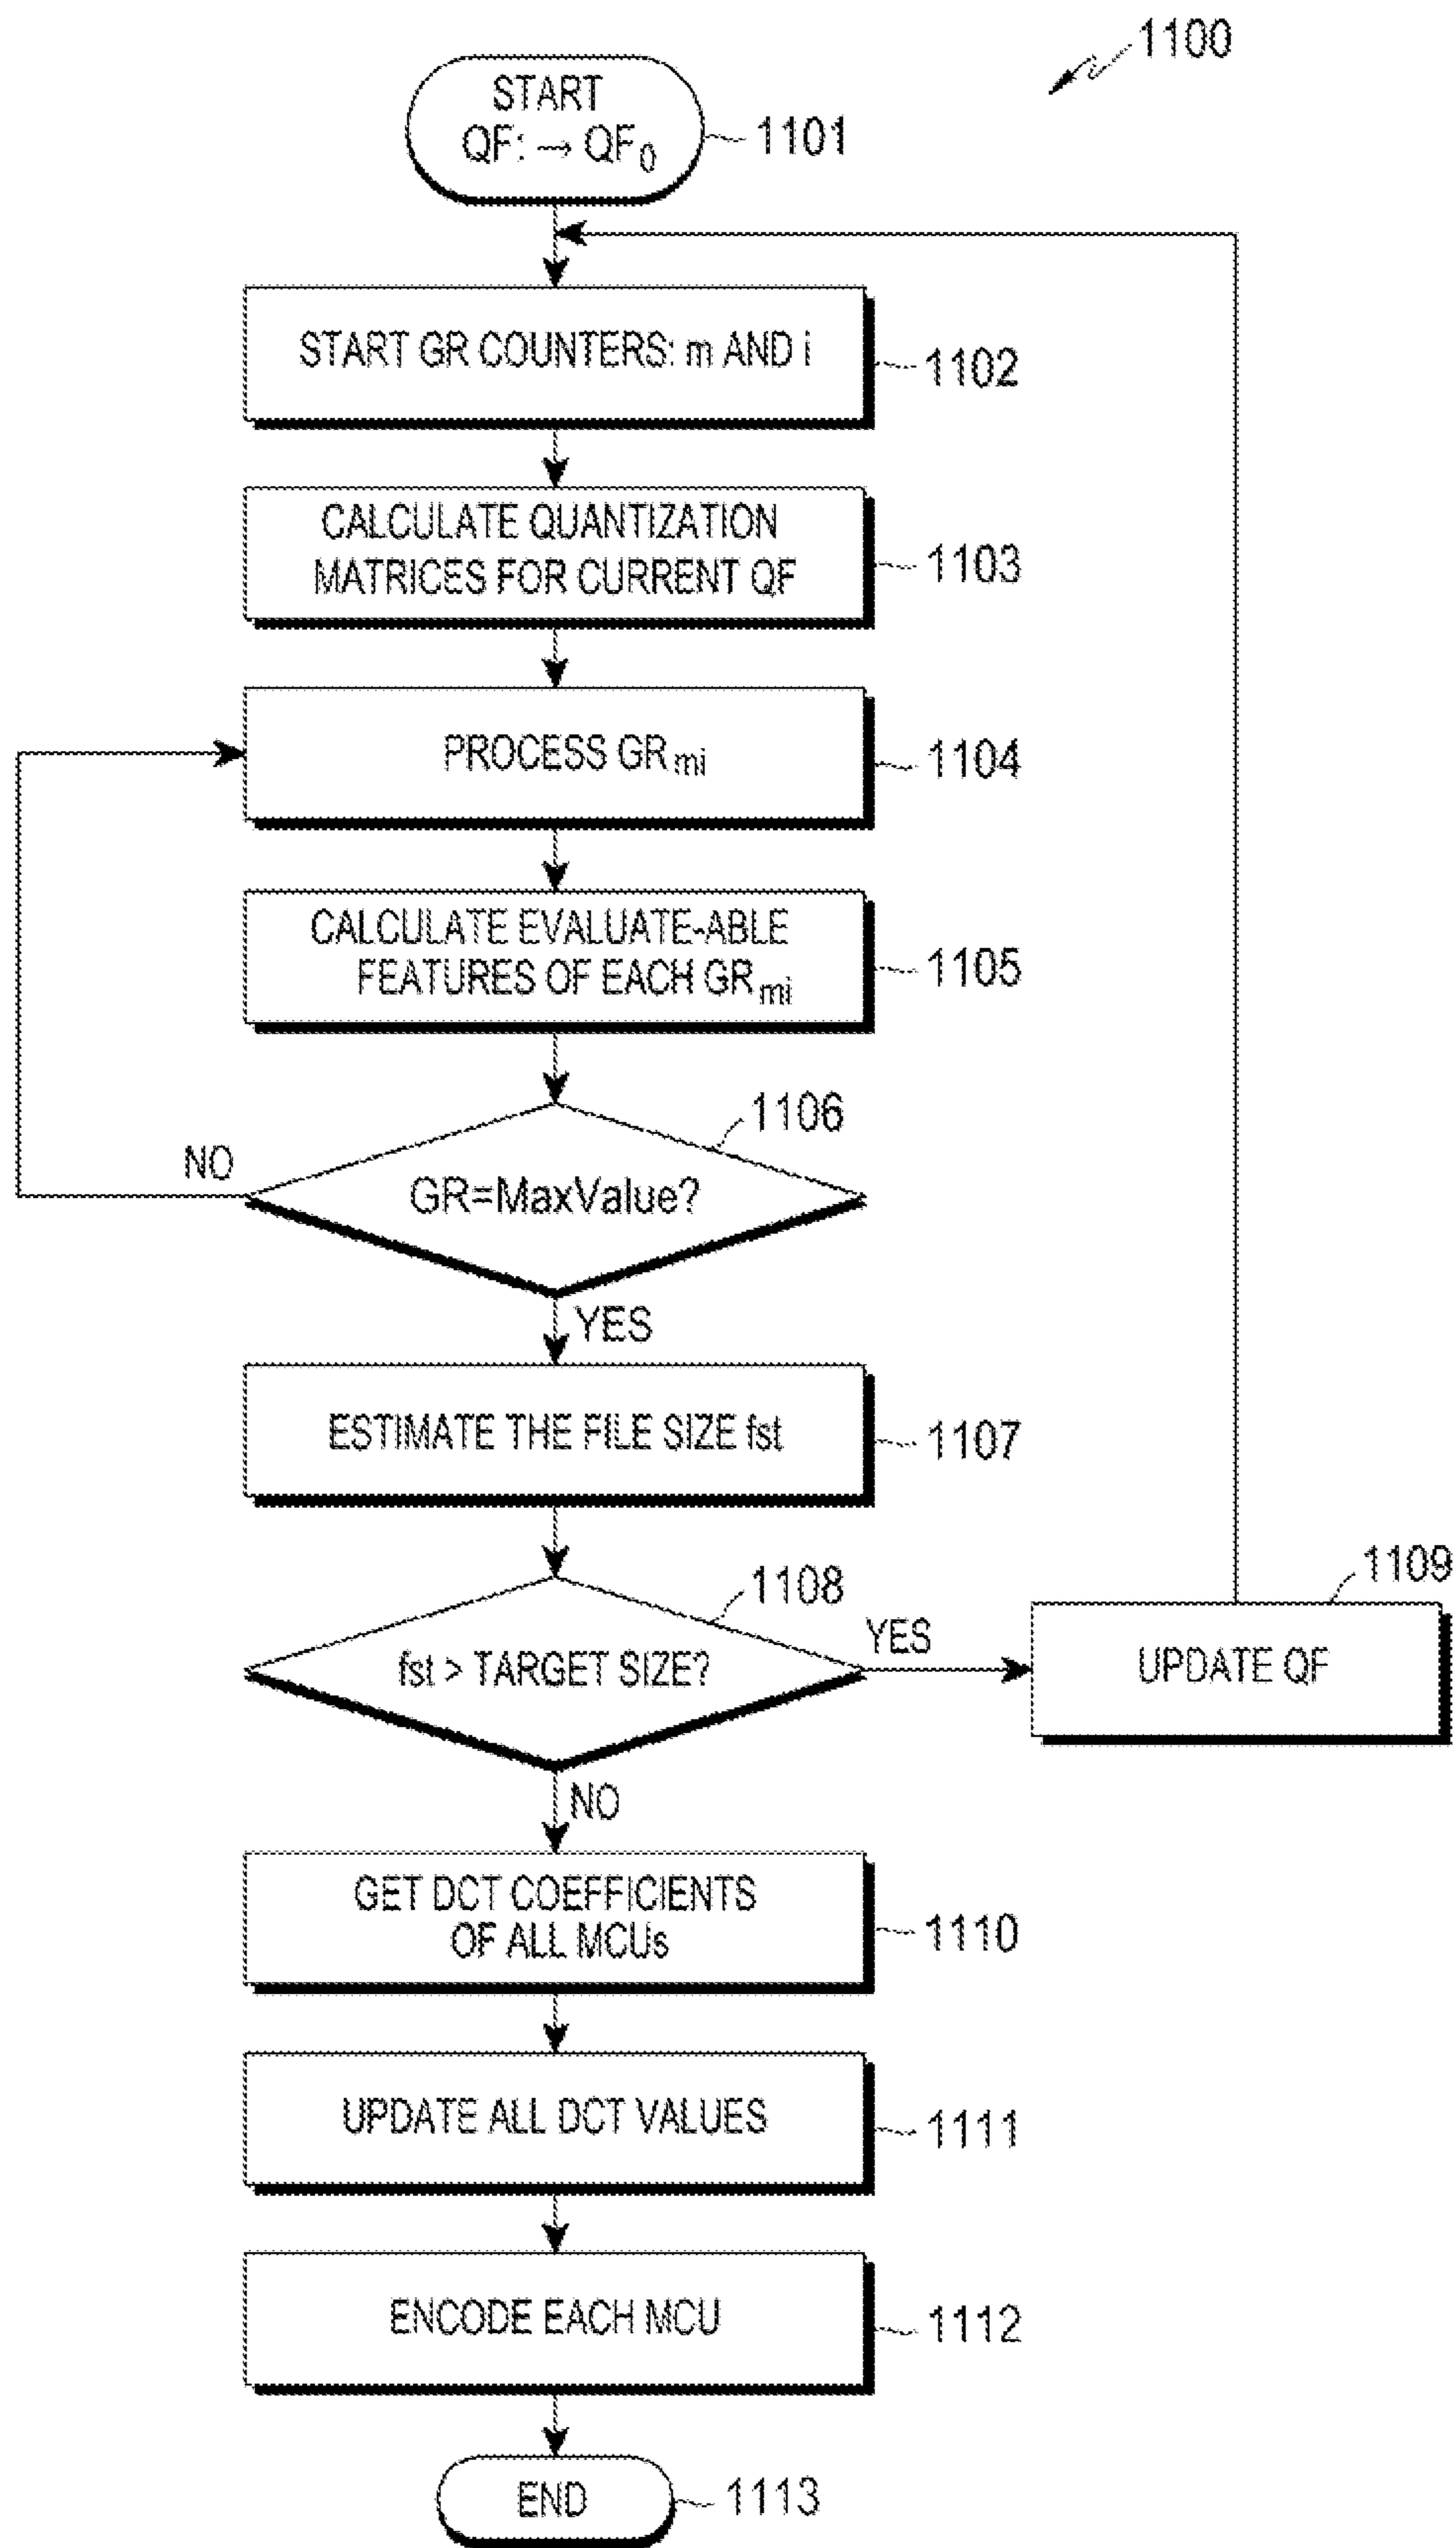 1100
START
QF: → QF₀
1101
START GR COUNTERS: m AND i
1102
CALCULATE QUANTIZATION
MATRICES FOR CURRENT QF
1103
PROCESS GRmi
1104
CALCULATE EVALUATE-ABLE
FEATURES OF EACH GRmi
1105
1106
NO
GR=MaxValue?
YES
ESTIMATE THE FILE SIZE fst
1107
1108
1109
YES
fst > TARGET SIZE?
UPDATE QF
NO
GET DCT COEFFICIENTS
OF ALL MCUs
1110
UPDATE ALL DCT VALUES
1111
ENCODE EACH MCU
1112
END
1113